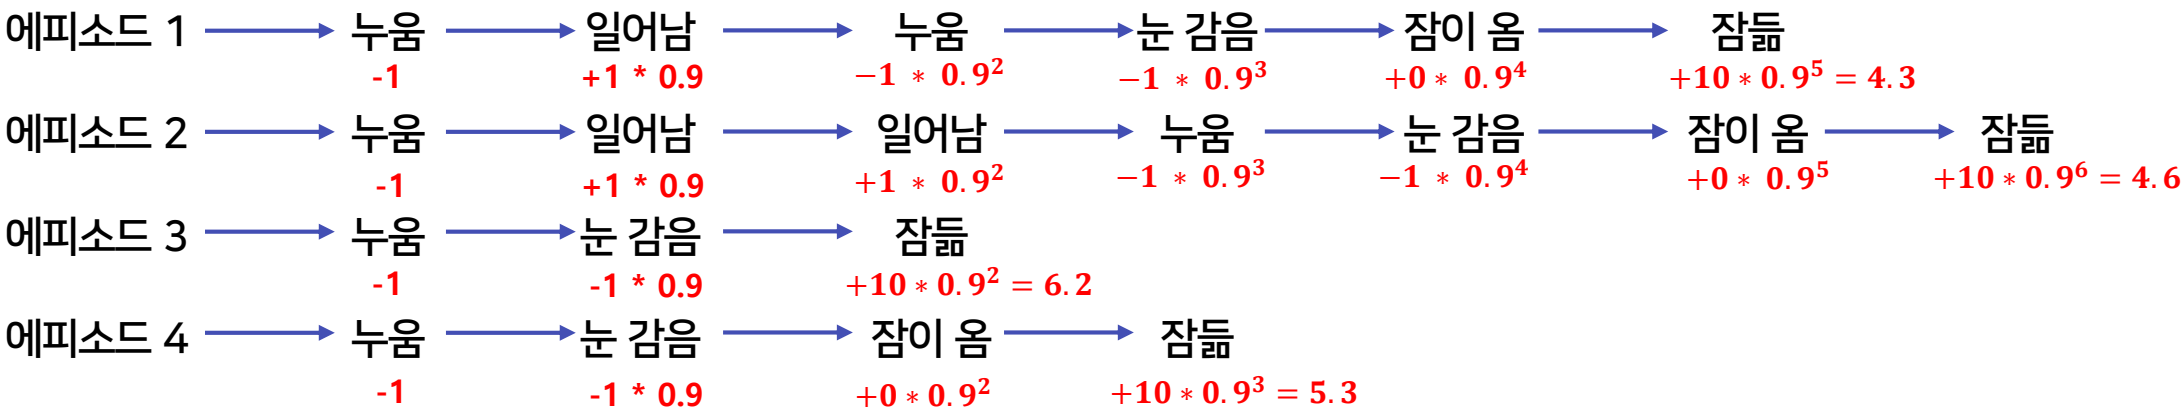 에피소드 1 누움 일어남 누움 눈 감음 잠이 옴 잠듦
-1 +1 * 0.9 −1 * 0.9² −1 * 0.9³ +0 * 0.9⁴ +10 * 0.9⁵ = 4.3
에피소드 2 누움 일어남 일어남 누움 눈 감음 잠이 옴 잠듦
-1 +1 * 0.9 +1 * 0.9² −1 * 0.9³ −1 * 0.9⁴ +0 * 0.9⁵ +10 * 0.9⁶ = 4.6
에피소드 3 누움 눈 감음 잠듦
-1 -1 * 0.9 +10 * 0.9² = 6.2
에피소드 4 누움 눈 감음 잠이 옴 잠듦
-1 -1 * 0.9 +0 * 0.9² +10 * 0.9³ = 5.3